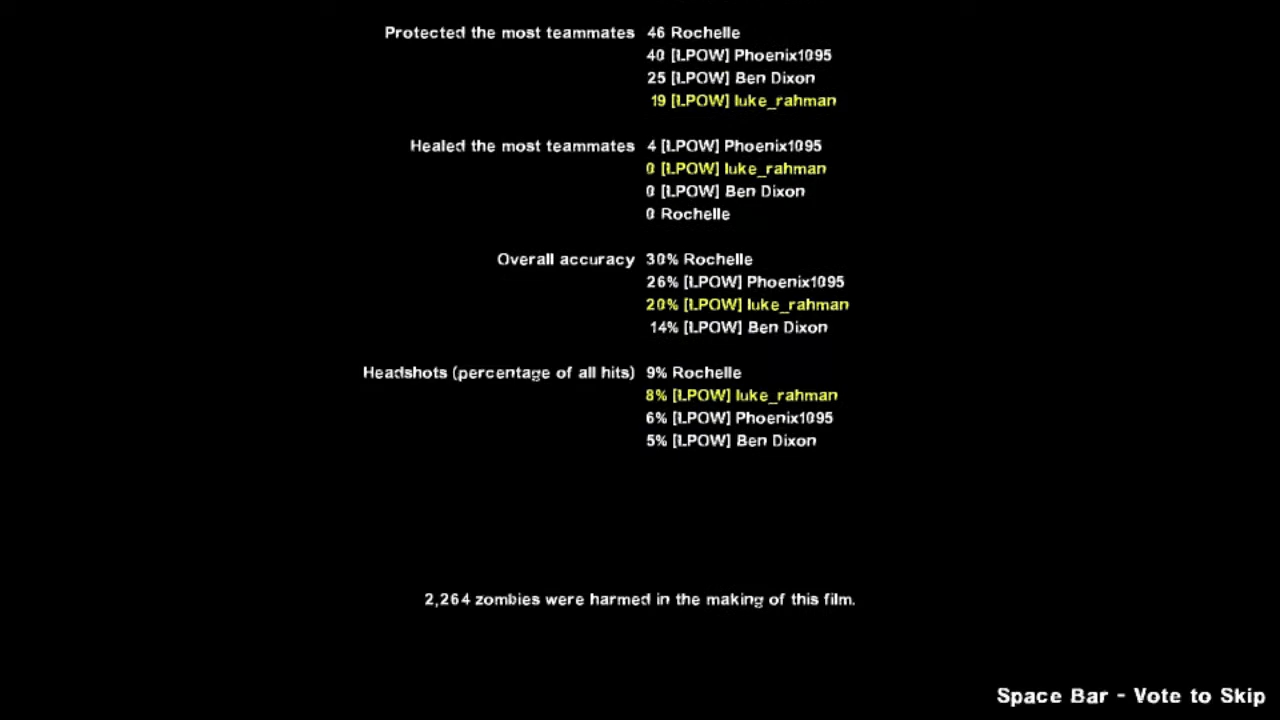 Protected the most teammates 46 Rochelle
40 [LPOW] Phoenix1095
25 [LPOW] Ben Dixon
19 [LPOW] luke_rahman
Healed the most teammates 4 [LPOW] Phoenix1095
0 [LPOW] luke_rahman
0 [LPOW] Ben Dixon
0 Rochelle
Overall accuracy 30% Rochelle
26% [LPOW] Phoenix1095
20% [LPOW] luke_rahman
14% [LPOW] Ben Dixon
Headshots (percentage of all hits) 9% Rochelle
8% [LPOW] luke_rahman
6% [LPOW] Phoenix1095
5% [LPOW] Ben Dixon
2,264 zombies were harmed in the making of this film.
Space Bar - Vote to Skip